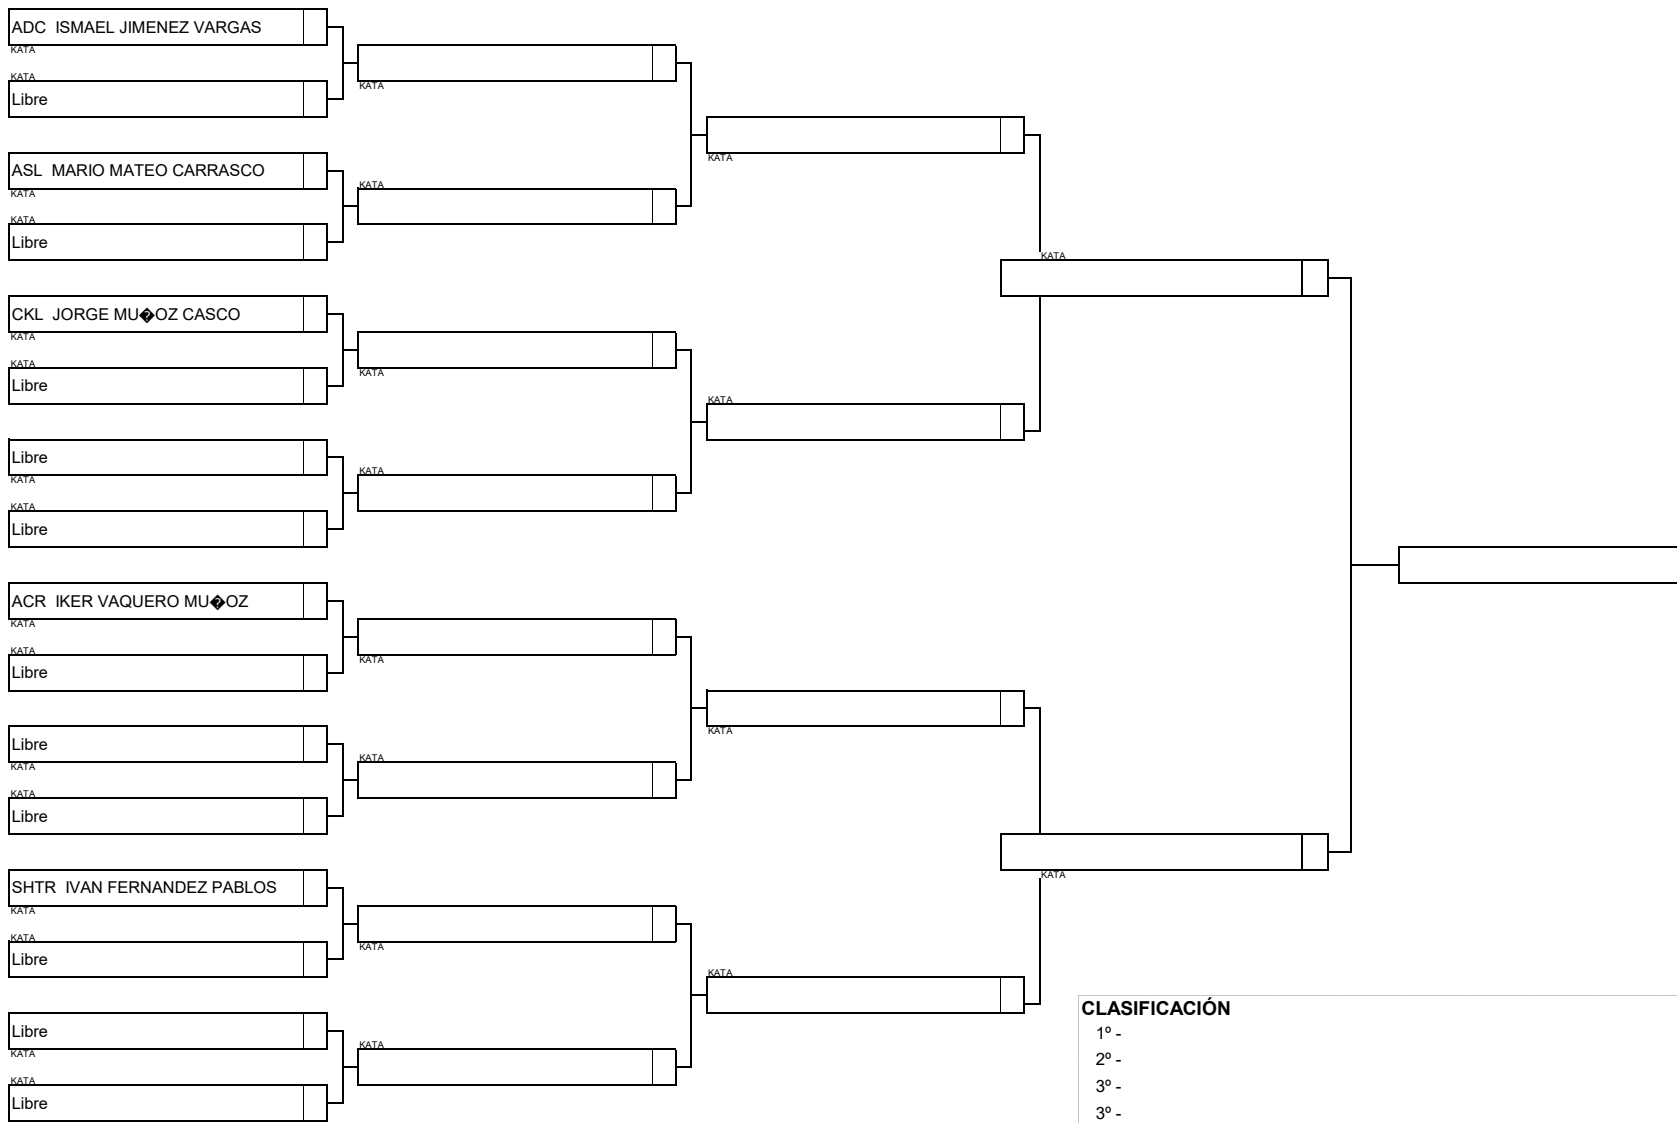 ADC ISMAEL JIMENEZ VARGAS
KATA
KATA
Libre
ASL MARIO MATEO CARRASCO
KATA
KATA
Libre
CKL JORGE MU�OZ CASCO
KATA
KATA
Libre
Libre
KATA
KATA
Libre
ACR IKER VAQUERO MU�OZ
KATA
KATA
Libre
Libre
KATA
KATA
Libre
SHTR IVAN FERNANDEZ PABLOS
KATA
KATA
Libre
Libre
KATA
KATA
Libre
KATA
KATA
KATA
KATA
KATA
KATA
KATA
KATA
KATA
KATA
KATA
KATA
KATA
KATA
CLASIFICACIÓN
1º -
2º -
3º -
3º -